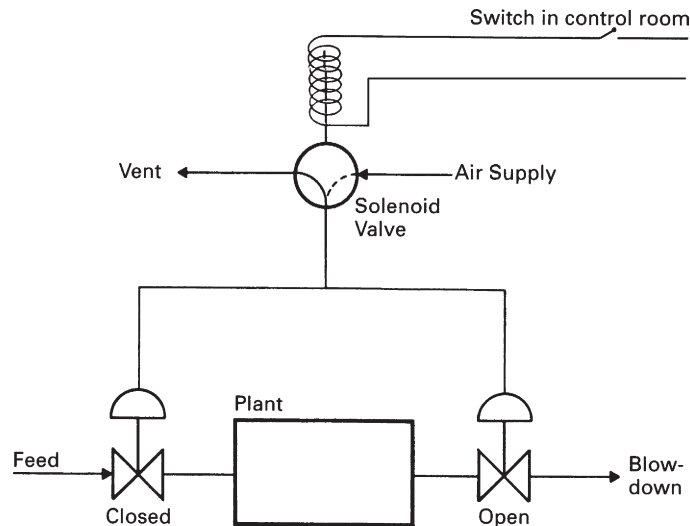 Switch in control room
Vent
Air Supply
Solenoid
Valve
Plant
Feed
Blow-
down
Closed
Open